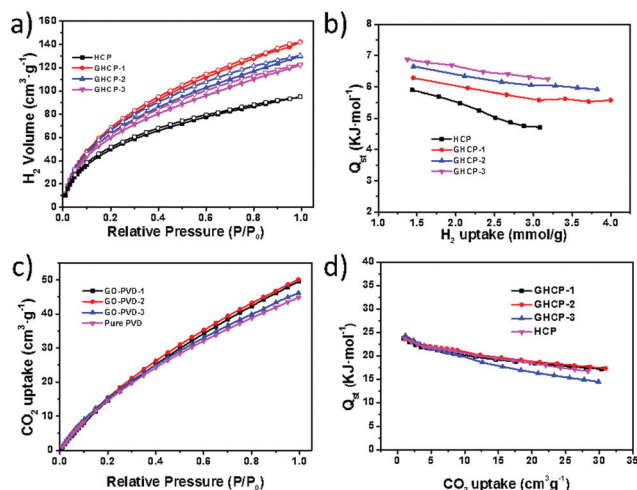 a)
H₂ Volume (cm³·g⁻¹)
160
140
120
100
80
60
40
20
0
HCP
GHCP-1
GHCP-2
GHCP-3
0.0 0.2 0.4 0.6 0.8 1.0
Relative Pressure (P/P₀)
b)
Qst (KJ·mol⁻¹)
9
8
7
6
5
4
3
2
HCP
GHCP-1
GHCP-2
GHCP-3
1.0 1.5 2.0 2.5 3.0 3.5 4.0
H₂ uptake (mmol/g)
c)
CO₂ uptake (cm³·g⁻¹)
50
40
30
20
10
0
GO-PVD-1
GO-PVD-2
GO-PVD-3
Pure PVD
0.0 0.2 0.4 0.6 0.8 1.0
Relative Pressure (P/P₀)
d)
Qst (KJ·mol⁻¹)
40
35
30
25
20
15
10
5
0
GHCP-1
GHCP-2
GHCP-3
HCP
0 5 10 15 20 25 30 35
CO₂ uptake (cm³g⁻¹)